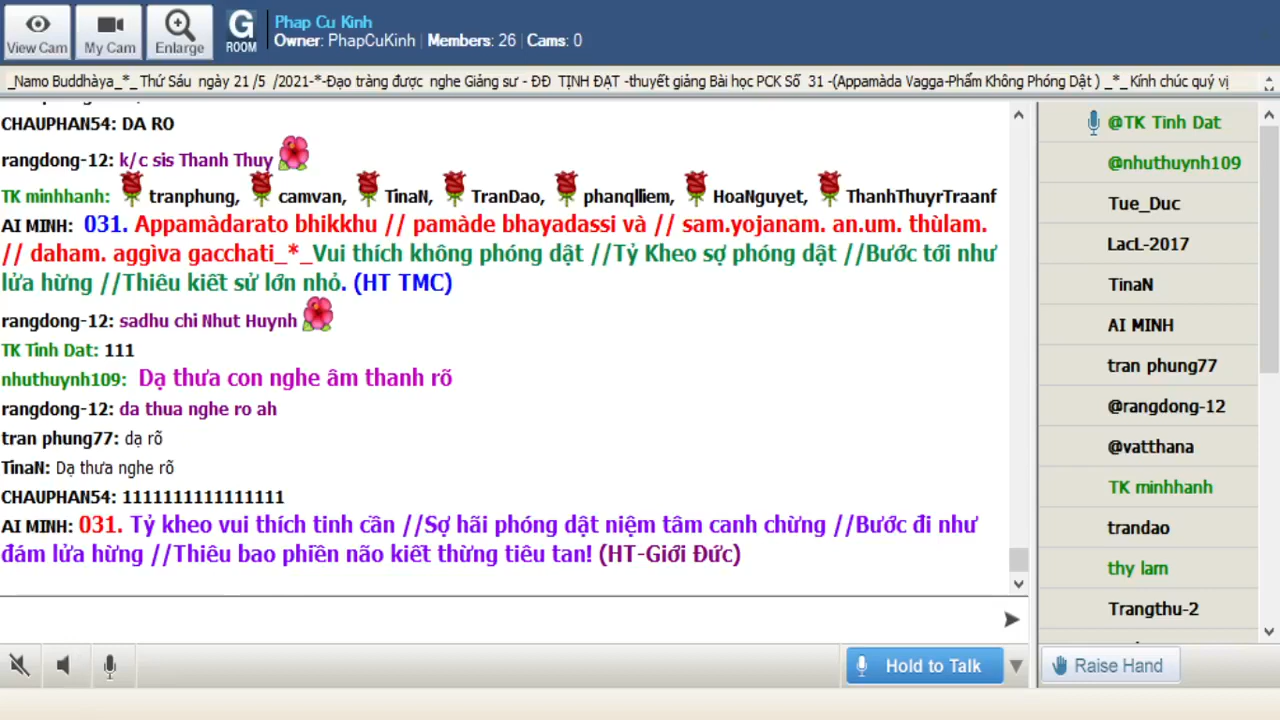 Phap Cu Kinh
View Cam
My Cam
Enlarge
G
ROOM
Owner: PhapCuKinh | Members: 26 | Cams: 0
_Namo Buddhàya_*_ Thứ Sáu ngày 21 /5 /2021-*-Đạo tràng được nghe Giảng sư - ĐĐ TỊNH ĐẠT -thuyết giảng Bài học PCK Số 31 -(Appamàda Vagga-Phẩm Không Phóng Dật ) _*_ Kính chúc quý vị
CHAUPHAN54: DA RO
rangdong-12: k/c sis Thanh Thuy
TK minhhanh: tranphung, camvan, TinaN, TranDao, phanqlliem, HoaNguyet, ThanhThuyrTraanf
AI MINH: 031. Appamàdarato bhikkhu // pamàde bhayadassi và // sam.yojanam. an.um. thùlam.
// daham. aggìva gacchati_*_Vui thích không phóng dật //Tỷ Kheo sợ phóng dật //Bước tới như
lửa hừng //Thiêu kiết sử lớn nhỏ. (HT TMC)
rangdong-12: sadhu chi Nhut Huynh
TK Tinh Dat: 111
nhuthuynh109: Dạ thưa con nghe âm thanh rõ
rangdong-12: da thua nghe ro ah
tran phung77: dạ rõ
TinaN: Dạ thưa nghe rõ
CHAUPHAN54: 1111111111111111
AI MINH: 031. Tỷ kheo vui thích tinh cần //Sợ hãi phóng dật niệm tâm canh chừng //Bước đi như
đám lửa hừng //Thiêu bao phiền não kiết thừng tiêu tan! (HT-Giới Đức)
@TK Tinh Dat
@nhuthuynh109
Tue_Duc
LacL-2017
TinaN
AI MINH
tran phung77
@rangdong-12
@vatthana
TK minhhanh
trandao
thy lam
Trangthu-2
Hold to Talk
Raise Hand